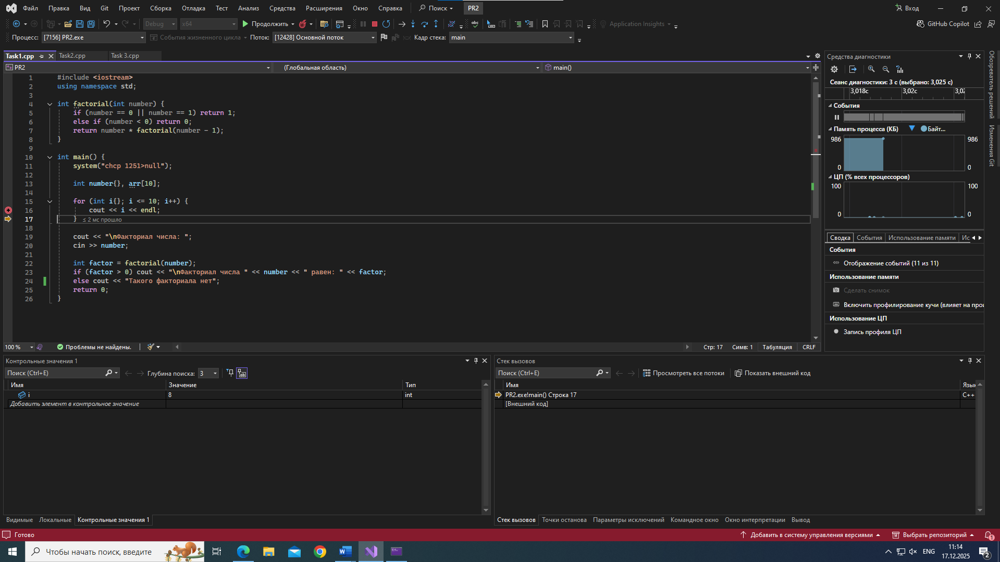 Файл Правка Вид Git Проект Сборка Отладка Тест Анализ Средства Расширения Окно Справка Поиск PR2 Вход
Debug x64 Продолжить Application Insights GitHub Copilot
Процесс: [7156] PR2.exe События жизненного цикла Поток: [12428] Основной поток Кадр стека: main
Task1.cpp Task2.cpp Task 3.cpp
PR2 (Глобальная область) main()
1 #include <iostream>
2 using namespace std;
3
4 int factorial(int number) {
5 if (number == 0 || number == 1) return 1;
6 else if (number < 0) return 0;
7 return number * factorial(number - 1);
8 }
9
10 int main() {
11 system("chcp 1251>null");
12
13 int number{}, arr[10];
14
15 for (int i{}; i <= 10; i++) {
16 cout << i << endl;
17 } ≤ 2 мс прошло
18
19 cout << "\nФакториал числа: ";
20 cin >> number;
21
22 int factor = factorial(number);
23 if (factor > 0) cout << "\nФакториал числа " << number << " равен: " << factor;
24 else cout << "Такого факториала нет";
25 return 0;
26 }
100 % Проблемы не найдены. Стр: 17 Симв: 1 Табуляция CRLF
Средства диагностики
Сеанс диагностики: 3 с (выбрано: 3,025 с)
3,018с 3,02с 3,02
События
Память процесса (КБ) Байт...
986 986
0 0
ЦП (% всех процессоров)
100 100
0 0
Сводка События Использование памяти Ис
События
Отображение событий (11 из 11)
Использование памяти
Сделать снимок
Включить профилирование кучи (влияет на прои
Использование ЦП
Запись профиля ЦП
Обозреватель решений
Изменения Git
Контрольные значения 1
Поиск (Ctrl+E) Глубина поиска: 3
Имя Значение Тип
i 8 int
Добавить элемент в контрольное значение
Видимые Локальные Контрольные значения 1
Стек вызовов
Поиск (Ctrl+E) Просмотреть все потоки Показать внешний код
Имя Язык
PR2.exe!main() Строка 17 C++
[Внешний код]
Стек вызовов Точки останова Параметры исключений Командное окно Окно интерпретации Вывод
Готово Добавить в систему управления версиями Выбрать репозиторий 1
Чтобы начать поиск, введите ENG 11:14
17.12.2025 2